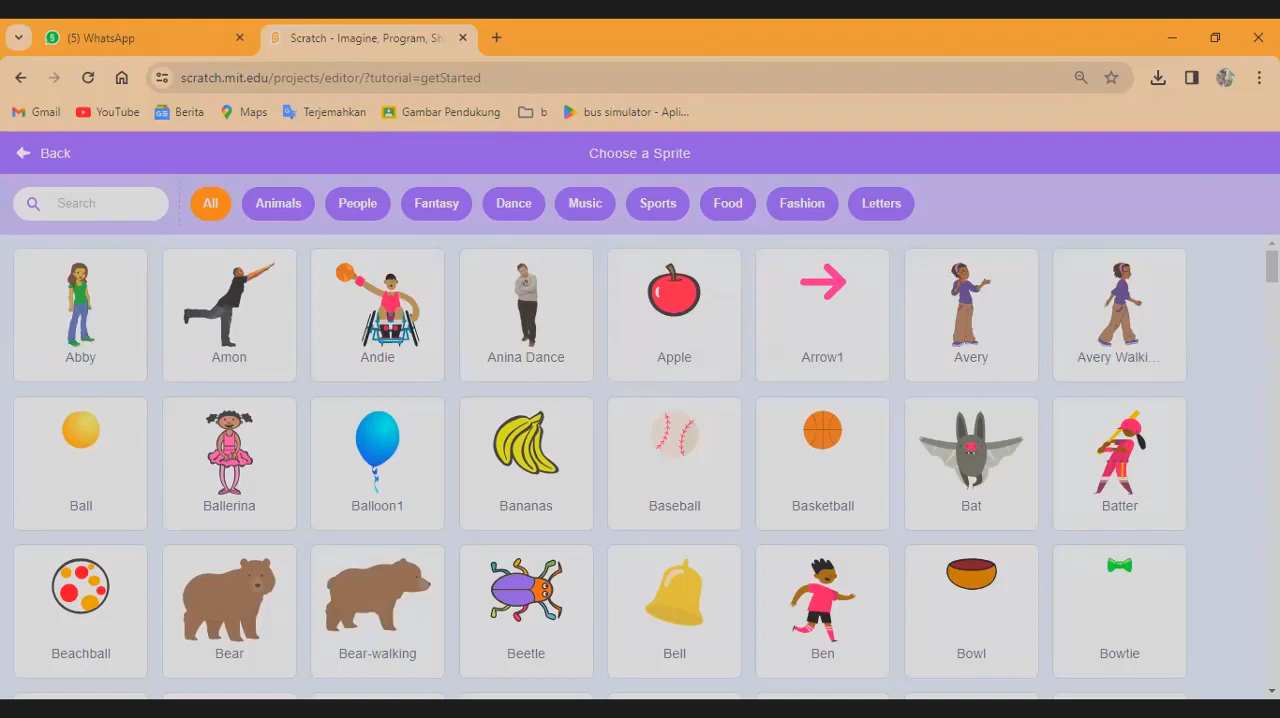 5
(5) WhatsApp
Scratch - Imagine, Program, Sh
scratch.mit.edu/projects/editor/?tutorial=getStarted
Gmail YouTube Berita Maps Terjemahkan Gambar Pendukung b bus simulator - Apli...
Back Choose a Sprite
Search All Animals People Fantasy Dance Music Sports Food Fashion Letters
Abby Amon Andie Anina Dance Apple Arrow1 Avery Avery Walki...
Ball Ballerina Balloon1 Bananas Baseball Basketball Bat Batter
Beachball Bear Bear-walking Beetle Bell Ben Bowl Bowtie